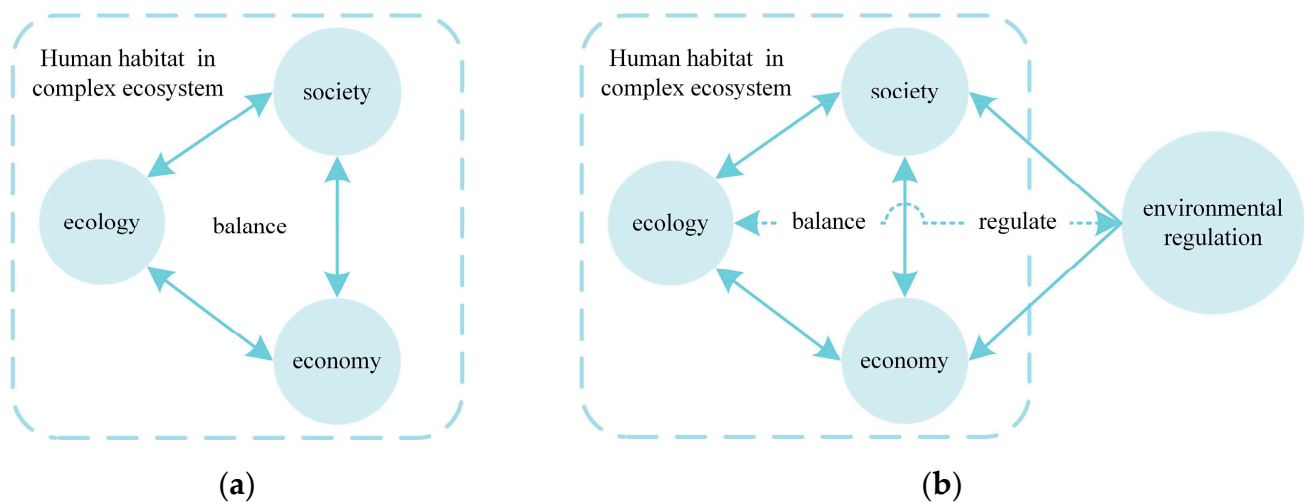 Human habitat in
complex ecosystem
society
ecology
balance
economy
(a)
Human habitat in
complex ecosystem
society
ecology
balance
regulate
environmental
regulation
economy
(b)